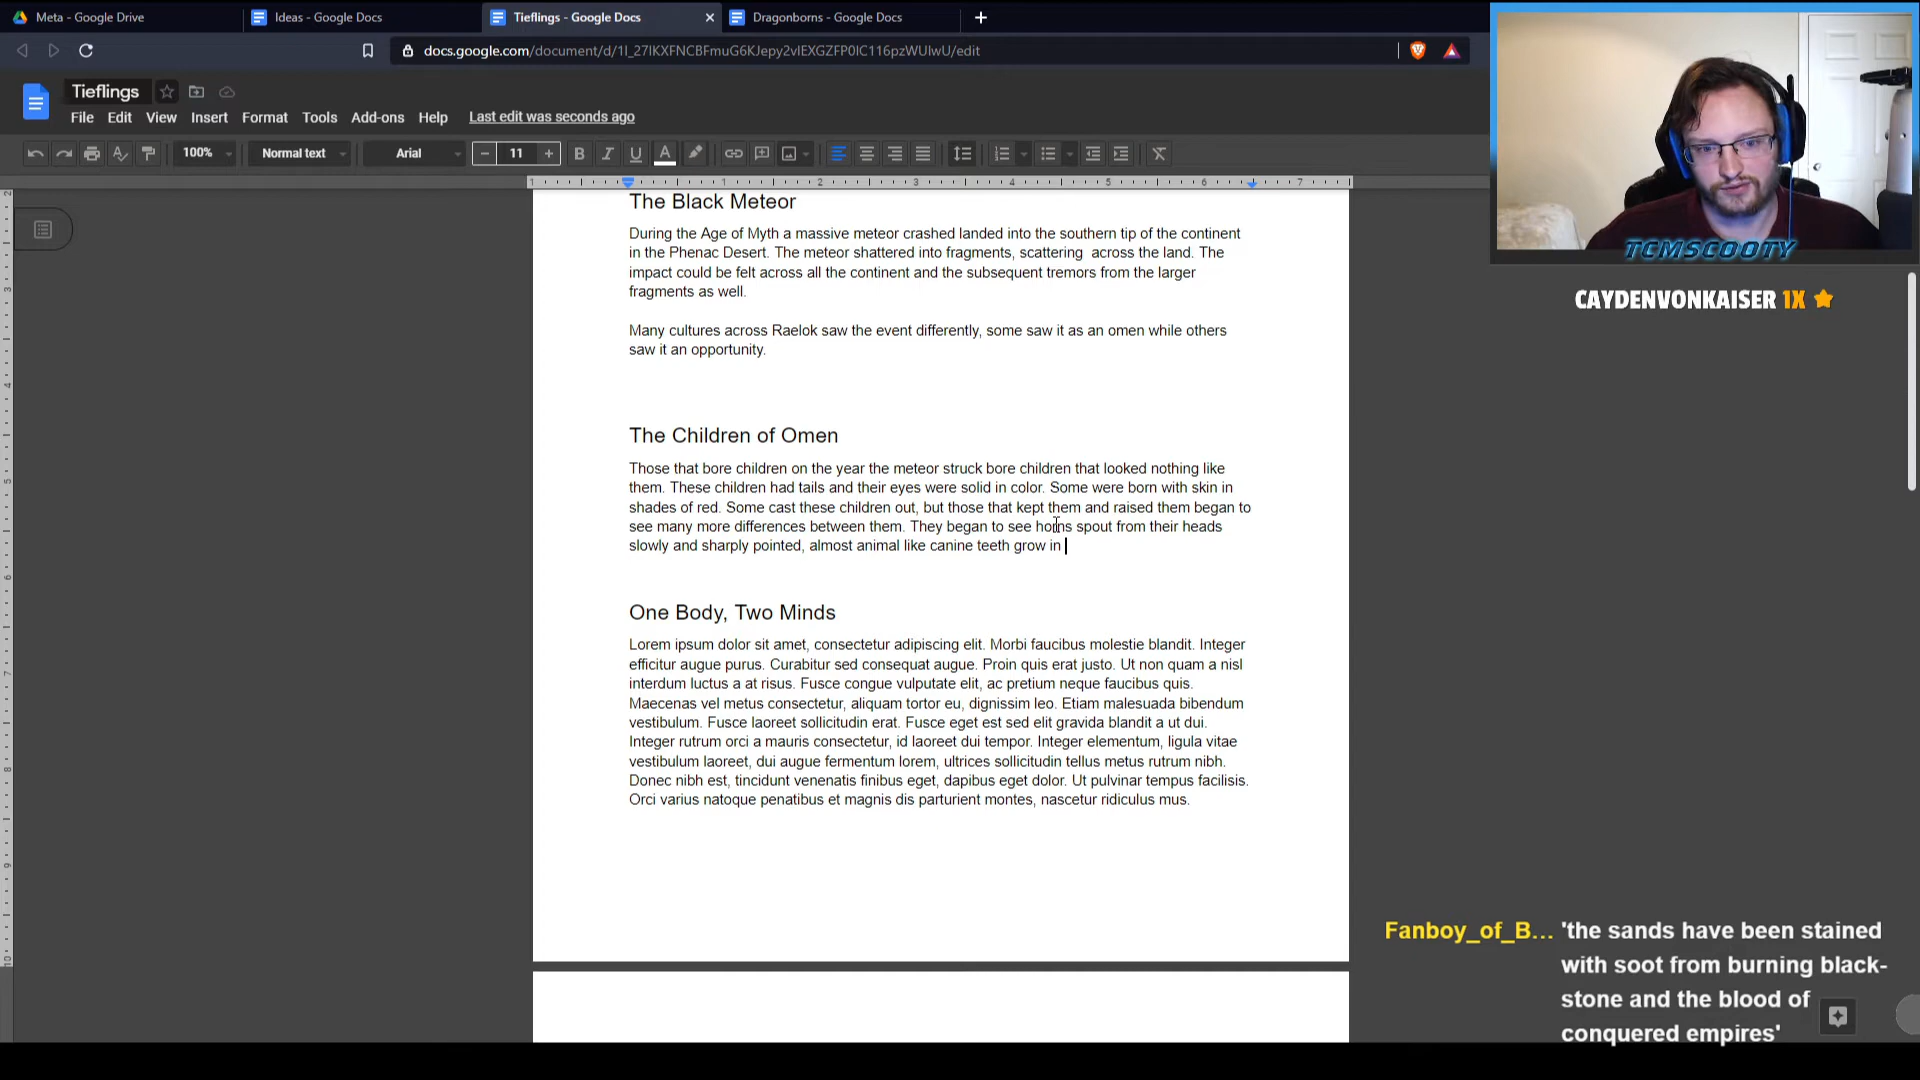 Meta - Google Drive
Ideas - Google Docs
Tieflings - Google Docs
Dragonborns - Google Docs
docs.google.com/document/d/1I_27IKXFNCBFmuG6KJepy2vIEXGZFP0IC116pzWUIwU/edit
Tieflings
File Edit View Insert Format Tools Add-ons Help Last edit was seconds ago
100% Normal text Arial 11
1 1 2 3 4 5 6 7
The Black Meteor
During the Age of Myth a massive meteor crashed landed into the southern tip of the continent
in the Phenac Desert. The meteor shattered into fragments, scattering  across the land. The
impact could be felt across all the continent and the subsequent tremors from the larger
fragments as well.
Many cultures across Raelok saw the event differently, some saw it as an omen while others
saw it an opportunity.
The Children of Omen
Those that bore children on the year the meteor struck bore children that looked nothing like
them. These children had tails and their eyes were solid in color. Some were born with skin in
shades of red. Some cast these children out, but those that kept them and raised them began to
see many more differences between them. They began to see horns spout from their heads
slowly and sharply pointed, almost animal like canine teeth grow in
One Body, Two Minds
Lorem ipsum dolor sit amet, consectetur adipiscing elit. Morbi faucibus molestie blandit. Integer
efficitur augue purus. Curabitur sed consequat augue. Proin quis erat justo. Ut non quam a nisl
interdum luctus a at risus. Fusce congue vulputate elit, ac pretium neque faucibus quis.
Maecenas vel metus consectetur, aliquam tortor eu, dignissim leo. Etiam malesuada bibendum
vestibulum. Fusce laoreet sollicitudin erat. Fusce eget est sed elit gravida blandit a ut dui.
Integer rutrum orci a mauris consectetur, id laoreet dui tempor. Integer elementum, ligula vitae
vestibulum laoreet, dui augue fermentum lorem, ultrices sollicitudin tellus metus rutrum nibh.
Donec nibh est, tincidunt venenatis finibus eget, dapibus eget dolor. Ut pulvinar tempus facilisis.
Orci varius natoque penatibus et magnis dis parturient montes, nascetur ridiculus mus.
TCMSCOOTY
CAYDENVONKAISER 1X
Fanboy_of_B... 'the sands have been stained
with soot from burning black-
stone and the blood of
conquered empires'